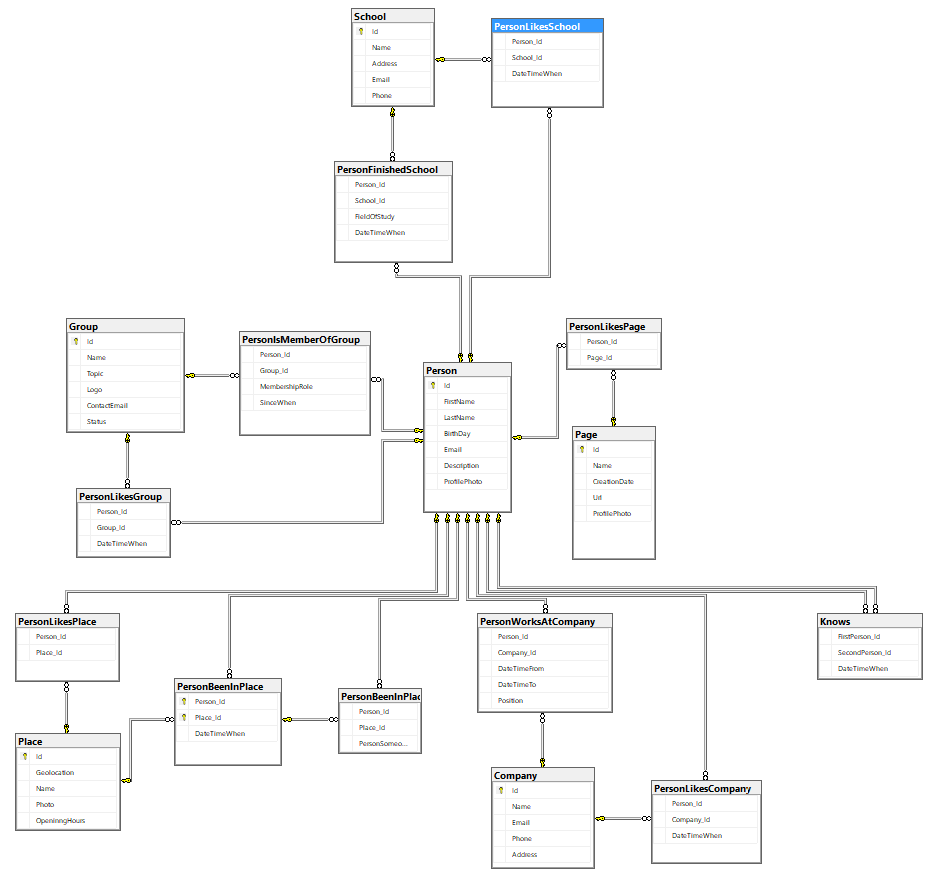 School
Id
Name
Address
Email
Phone
PersonLikesSchool
Person_Id
School_Id
DateTimeWhen
PersonFinishedSchool
Person_Id
School_Id
FieldOfStudy
DateTimeWhen
Group
Id
Name
Topic
Logo
ContactEmail
Status
PersonIsMemberOfGroup
Person_Id
Group_Id
MembershipRole
SinceWhen
Person
Id
FirstName
LastName
BirthDay
Email
Description
ProfilePhoto
PersonLikesPage
Person_Id
Page_Id
Page
Id
Name
CreationDate
Url
ProfilePhoto
PersonLikesGroup
Person_Id
Group_Id
DateTimeWhen
PersonLikesPlace
Person_Id
Place_Id
PersonBeenInPlace
Person_Id
Place_Id
DateTimeWhen
PersonBeenInPlac
Person_Id
Place_Id
PersonSomeo...
PersonWorksAtCompany
Person_Id
Company_Id
DateTimeFrom
DateTimeTo
Position
Knows
FirstPerson_Id
SecondPerson_Id
DateTimeWhen
Place
Id
Geolocation
Name
Photo
OpeninngHours
Company
Id
Name
Email
Phone
Address
PersonLikesCompany
Person_Id
Company_Id
DateTimeWhen